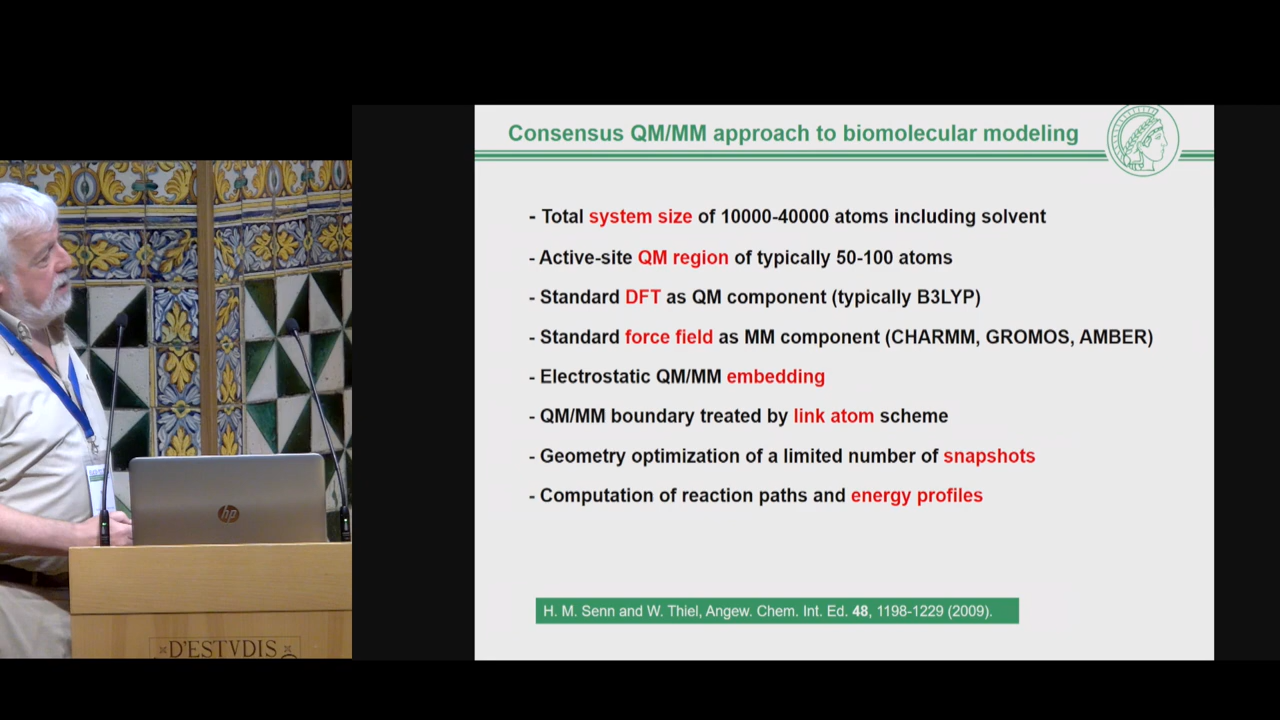 Consensus QM/MM approach to biomolecular modeling
- Total system size of 10000-40000 atoms including solvent
- Active-site QM region of typically 50-100 atoms
- Standard DFT as QM component (typically B3LYP)
- Standard force field as MM component (CHARMM, GROMOS, AMBER)
- Electrostatic QM/MM embedding
- QM/MM boundary treated by link atom scheme
- Geometry optimization of a limited number of snapshots
- Computation of reaction paths and energy profiles
H. M. Senn and W. Thiel, Angew. Chem. Int. Ed. 48, 1198-1229 (2009).
hp
D'ESTVDIS